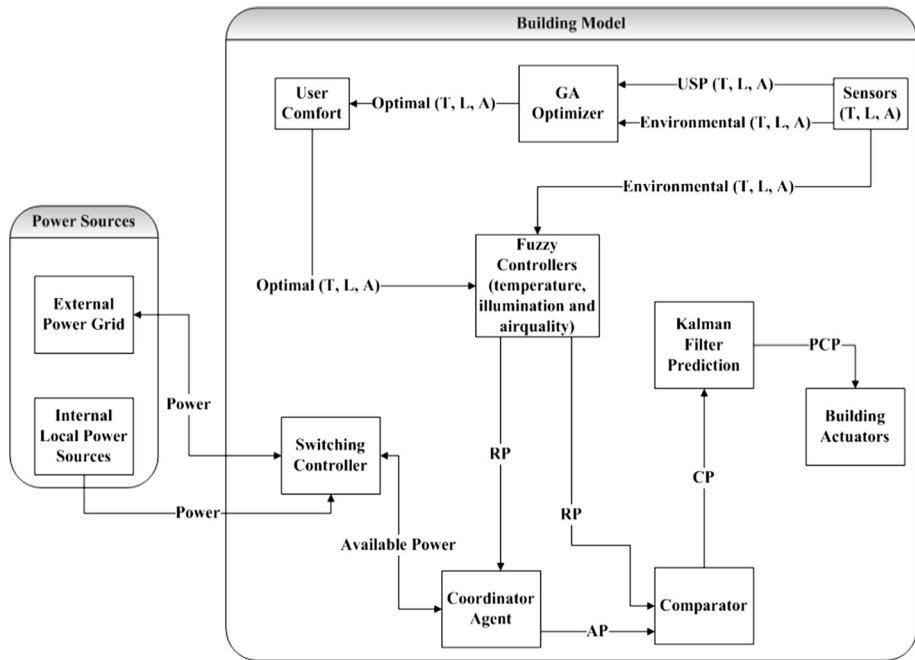 Building Model
User
Comfort
Optimal (T, L, A)
GA
Optimizer
USP (T, L, A)
Environmental (T, L, A)
Sensors
(T, L, A)
Environmental (T, L, A)
Power Sources
External
Power Grid
Internal
Local Power
Sources
Optimal (T, L, A)
Fuzzy
Controllers
(temperature,
illumination and
airquality)
Kalman
Filter
Prediction
PCP
Building
Actuators
Power
Switching
Controller
Power
RP
RP
CP
Available Power
Coordinator
Agent
AP
Comparator